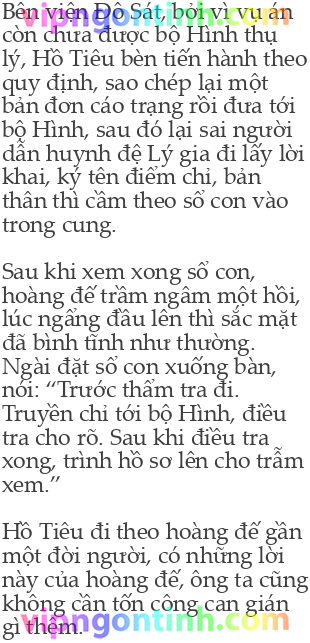 Bên viện Đô Sát, bởi vì vụ án
vipngontinh.com
còn chưa được bộ Hình thụ
lý, Hồ Tiêu bèn tiến hành theo
quy định, sao chép lại một
bản đơn cáo trạng rồi đưa tới
bộ Hình, sau đó lại sai người
dẫn huynh đệ Lý gia đi lấy lời
khai, ký tên điểm chỉ, bản
thân thì cầm theo sổ con vào
trong cung.
Sau khi xem xong sổ con,
hoàng đế trầm ngâm một hồi,
lúc ngẩng đầu lên thì sắc mặt
đã bình tĩnh như thường.
Ngài đặt sổ con xuống bàn,
nói: “Trước thẩm tra đi.
Truyền chỉ tới bộ Hình, điều
tra cho rõ. Sau khi điều tra
xong, trình hồ sơ lên cho trẫm
xem.”
Hồ Tiêu đi theo hoàng đế gần
một đời người, có những lời
này của hoàng đế, ông ta cũng
không cần tốn công can gián
gì thêm.
vipngontinh.com